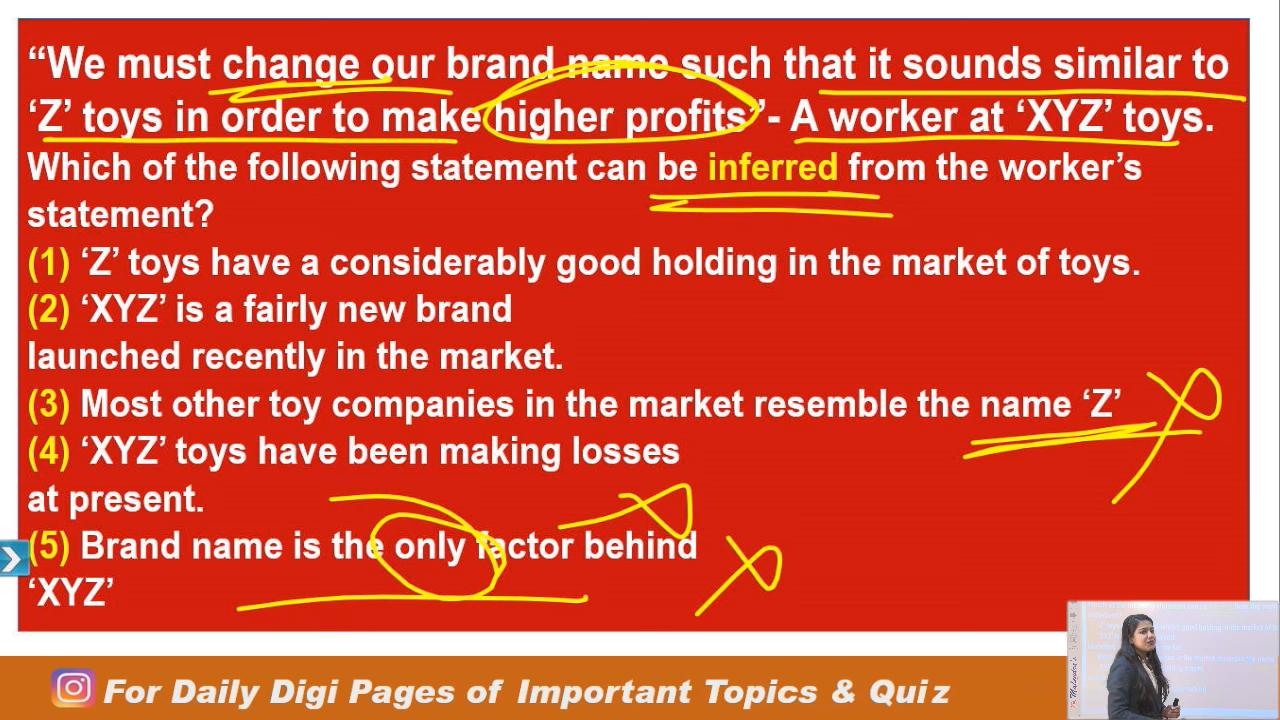 “We must change our brand name such that it sounds similar to
‘Z’ toys in order to make higher profits.”- A worker at ‘XYZ’ toys.
Which of the following statement can be inferred from the worker’s
statement?
(1) ‘Z’ toys have a considerably good holding in the market of toys.
(2) ‘XYZ’ is a fairly new brand
launched recently in the market.
(3) Most other toy companies in the market resemble the name ‘Z’
(4) ‘XYZ’ toys have been making losses
at present.
(5) Brand name is the only factor behind
‘XYZ’
For Daily Digi Pages of Important Topics & Quiz